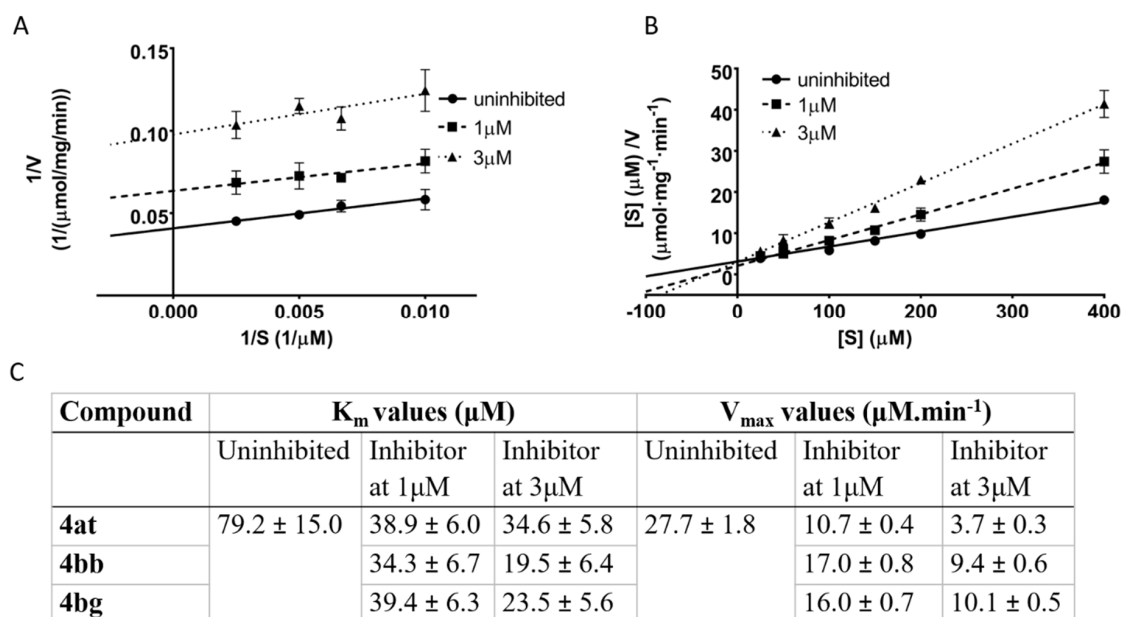 A
0.15
0.10
0.05
1/V
(1/(μmol/mg/min))
0.000 0.005 0.010
1/S (1/μM)
uninhibited
1μM
3μM
B
50
40
30
20
10
0
[S] (μM) /V
(μmol·mg⁻¹·min⁻¹)
-100 0 100 200 300 400
[S] (μM)
uninhibited
1μM
3μM
C
Compound Kₘ values (μM) Vₘₐₓ values (μM.min⁻¹)
Uninhibited Inhibitor Inhibitor Uninhibited Inhibitor Inhibitor
at 1μM at 3μM at 1μM at 3μM
4at 79.2 ± 15.0 38.9 ± 6.0 34.6 ± 5.8 27.7 ± 1.8 10.7 ± 0.4 3.7 ± 0.3
4bb 34.3 ± 6.7 19.5 ± 6.4 17.0 ± 0.8 9.4 ± 0.6
4bg 39.4 ± 6.3 23.5 ± 5.6 16.0 ± 0.7 10.1 ± 0.5